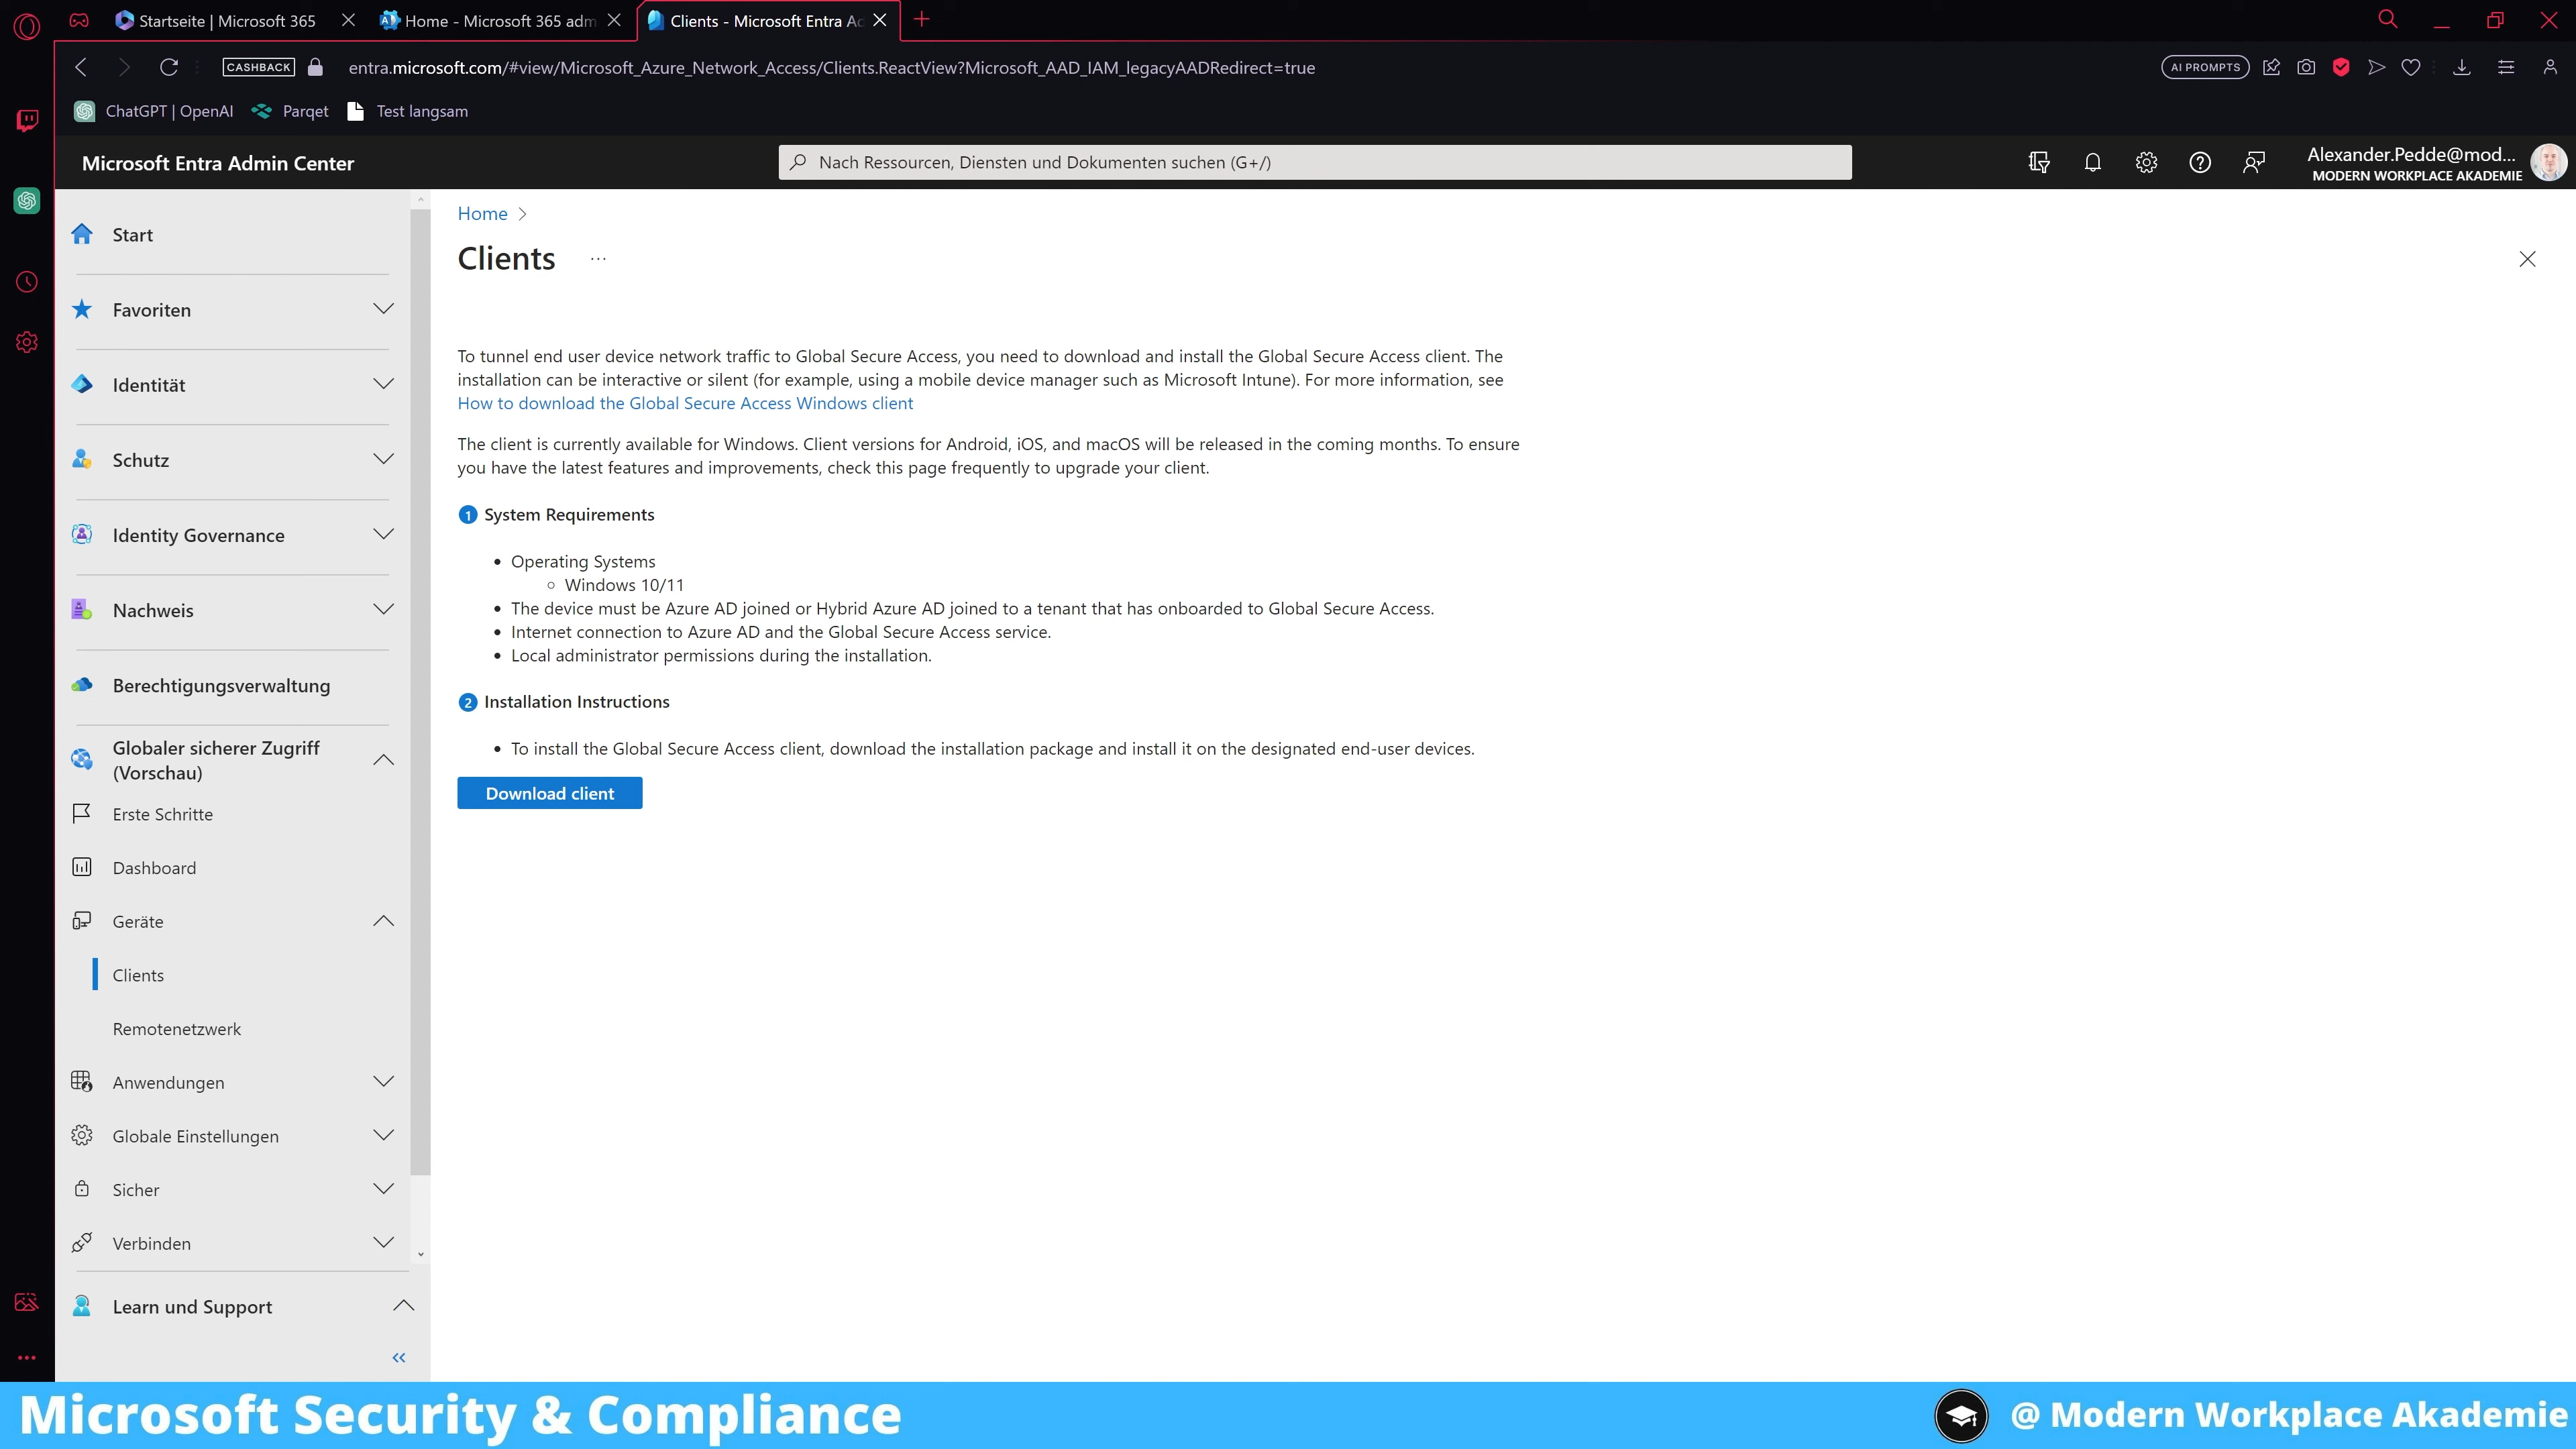 Startseite | Microsoft 365
Home - Microsoft 365 adm
Clients - Microsoft Entra Ad
CASHBACK
entra.microsoft.com/#view/Microsoft_Azure_Network_Access/Clients.ReactView?Microsoft_AAD_IAM_legacyAADRedirect=true
AI PROMPTS
ChatGPT | OpenAI
Parqet
Test langsam
Microsoft Entra Admin Center
Nach Ressourcen, Diensten und Dokumenten suchen (G+/)
Alexander.Pedde@mod...
MODERN WORKPLACE AKADEMIE
Start
Favoriten
Identität
Schutz
Identity Governance
Nachweis
Berechtigungsverwaltung
Globaler sicherer Zugriff
(Vorschau)
Erste Schritte
Dashboard
Geräte
Clients
Remotenetzwerk
Anwendungen
Globale Einstellungen
Sicher
Verbinden
Learn und Support
Home
Clients
To tunnel end user device network traffic to Global Secure Access, you need to download and install the Global Secure Access client. The
installation can be interactive or silent (for example, using a mobile device manager such as Microsoft Intune). For more information, see
How to download the Global Secure Access Windows client
The client is currently available for Windows. Client versions for Android, iOS, and macOS will be released in the coming months. To ensure
you have the latest features and improvements, check this page frequently to upgrade your client.
1 System Requirements
• Operating Systems
○ Windows 10/11
• The device must be Azure AD joined or Hybrid Azure AD joined to a tenant that has onboarded to Global Secure Access.
• Internet connection to Azure AD and the Global Secure Access service.
• Local administrator permissions during the installation.
2 Installation Instructions
• To install the Global Secure Access client, download the installation package and install it on the designated end-user devices.
Download client
Microsoft Security & Compliance
@ Modern Workplace Akademie